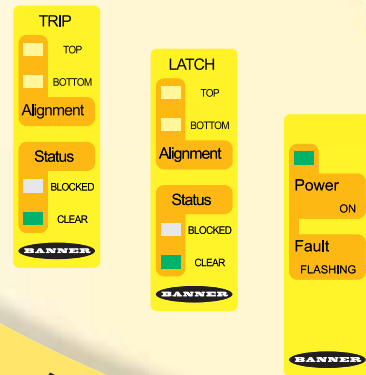 TRIP
TOP
BOTTOM
Alignment
Status
BLOCKED
CLEAR
BANNER
LATCH
TOP
BOTTOM
Alignment
Status
BLOCKED
CLEAR
BANNER
Power
ON
Fault
FLASHING
BANNER